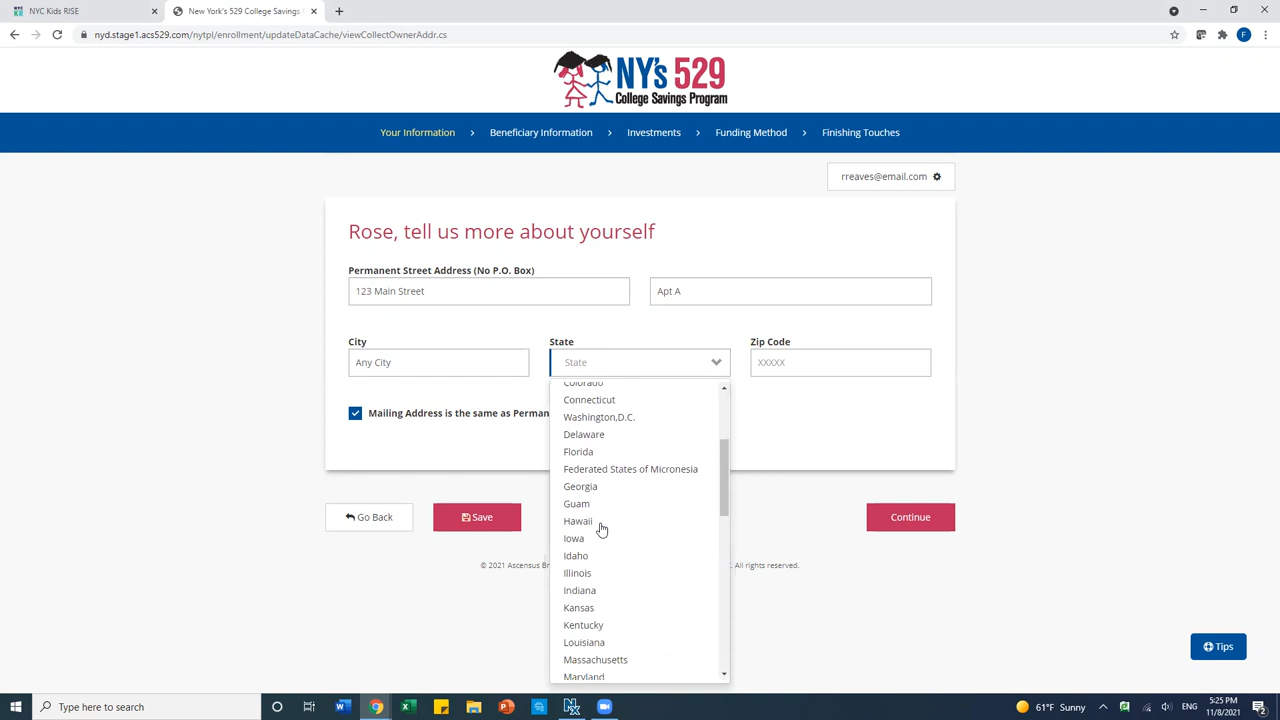 NYC Kids RISE
New York's 529 College Savings
nyd.stage1.acs529.com/nytpl/enrollment/updateDataCache/viewCollectOwnerAddr.cs
F
NY's 529
College Savings Program
Your Information > Beneficiary Information > Investments > Funding Method > Finishing Touches
rreaves@email.com
Rose, tell us more about yourself
Permanent Street Address (No P.O. Box)
123 Main Street Apt A
City State Zip Code
Any City State XXXXX
Mailing Address is the same as Perman
Colorado
Connecticut
Washington,D.C.
Delaware
Florida
Federated States of Micronesia
Georgia
Guam
Hawaii
Iowa
Idaho
Illinois
Indiana
Kansas
Kentucky
Louisiana
Massachusetts
Maryland
Go Back Save Continue
© 2021 Ascensus Br . All rights reserved.
Tips
Type here to search
61°F Sunny
ENG
5:25 PM
11/8/2021
2